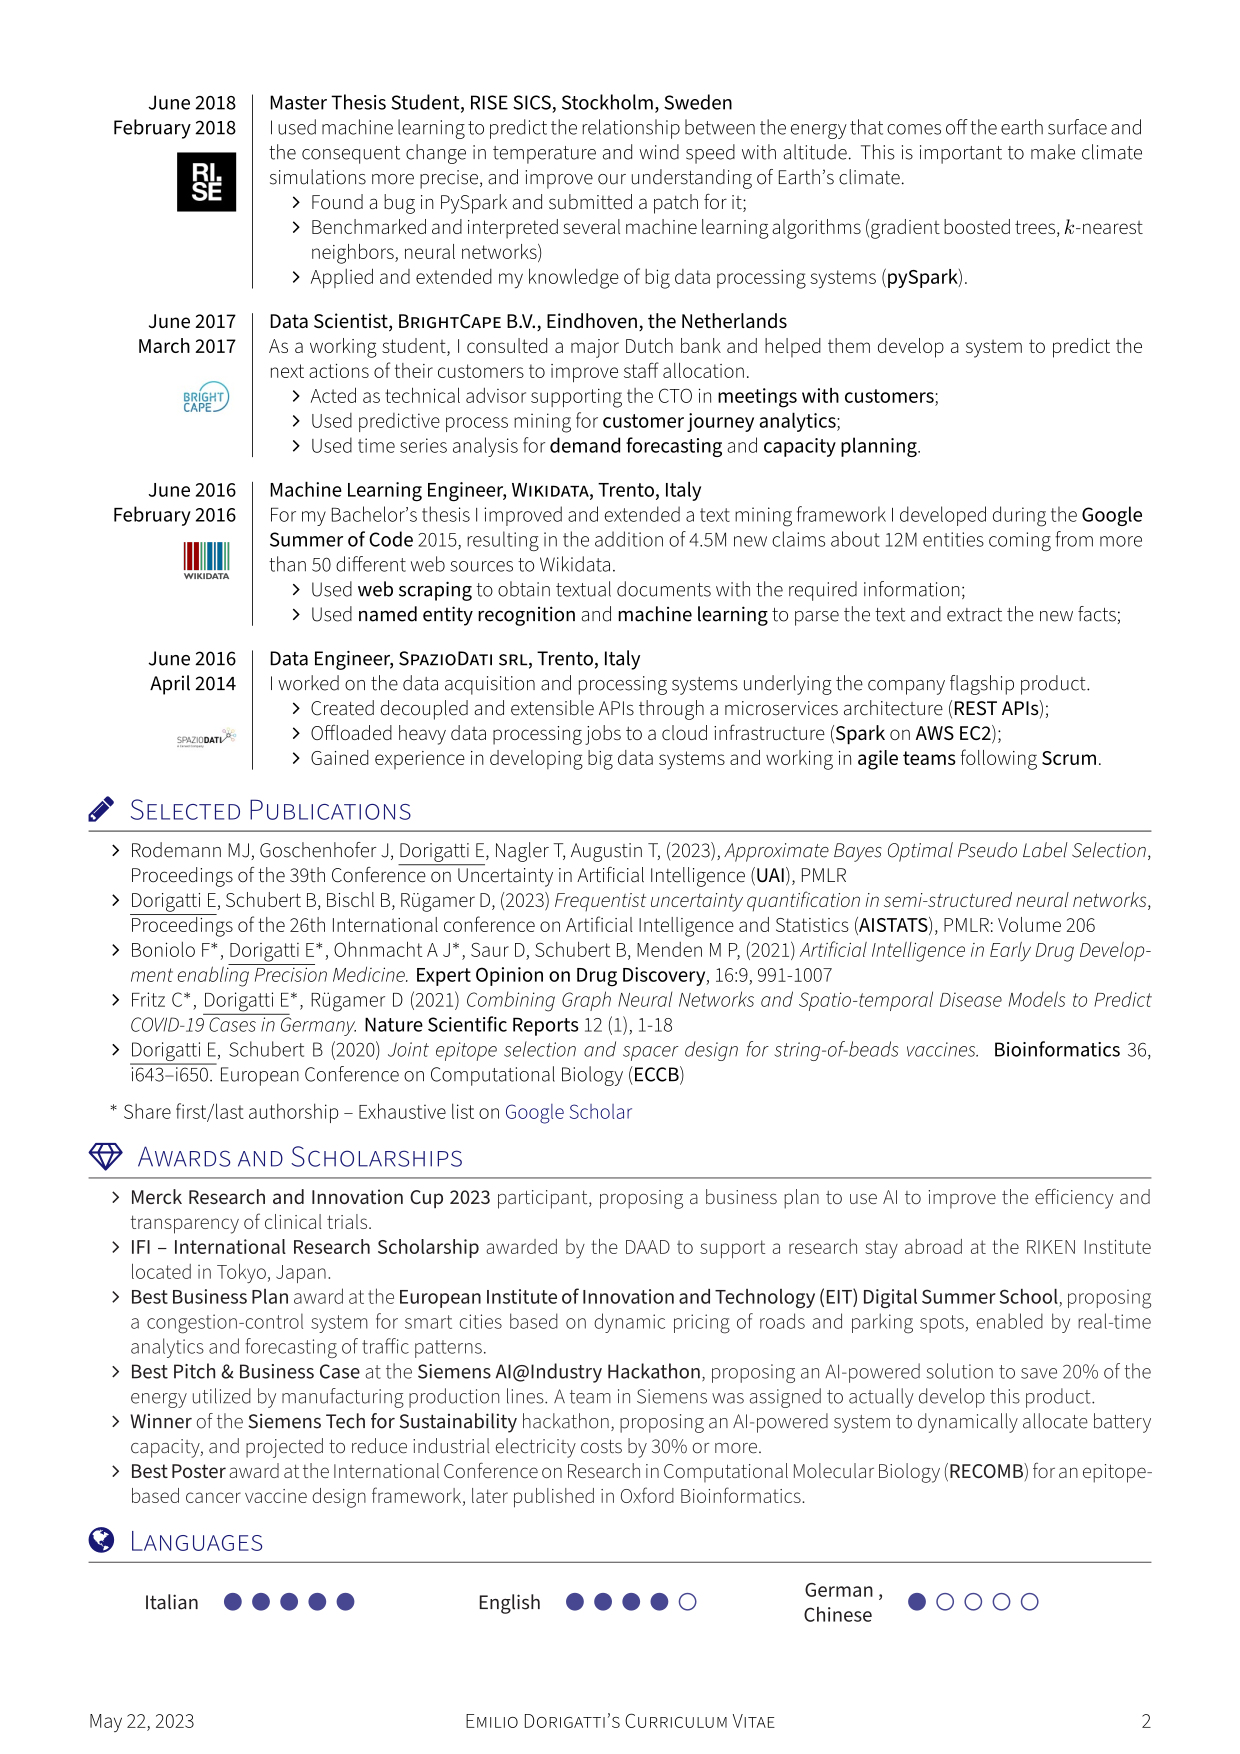 June 2018
February 2018
RI.
SE
Master Thesis Student, RISE SICS, Stockholm, Sweden
I used machine learning to predict the relationship between the energy that comes off the earth surface and
the consequent change in temperature and wind speed with altitude. This is important to make climate
simulations more precise, and improve our understanding of Earth's climate.
> Found a bug in PySpark and submitted a patch for it;
> Benchmarked and interpreted several machine learning algorithms (gradient boosted trees, k-nearest
neighbors, neural networks)
> Applied and extended my knowledge of big data processing systems (pySpark).
June 2017
March 2017
BRIGHT
CAPE
Data Scientist, BRIGHTCAPE B.V., Eindhoven, the Netherlands
As a working student, I consulted a major Dutch bank and helped them develop a system to predict the
next actions of their customers to improve staff allocation.
> Acted as technical advisor supporting the CTO in meetings with customers;
> Used predictive process mining for customer journey analytics;
> Used time series analysis for demand forecasting and capacity planning.
June 2016
February 2016
WIKIDATA
Machine Learning Engineer, WIKIDATA, Trento, Italy
For my Bachelor's thesis I improved and extended a text mining framework I developed during the Google
Summer of Code 2015, resulting in the addition of 4.5M new claims about 12M entities coming from more
than 50 different web sources to Wikidata.
> Used web scraping to obtain textual documents with the required information;
> Used named entity recognition and machine learning to parse the text and extract the new facts;
June 2016
April 2014
SPAZIODATI
Data Engineer, SPAZIODATI SRL, Trento, Italy
I worked on the data acquisition and processing systems underlying the company flagship product.
> Created decoupled and extensible APIs through a microservices architecture (REST APIs);
> Offloaded heavy data processing jobs to a cloud infrastructure (Spark on AWS EC2);
> Gained experience in developing big data systems and working in agile teams following Scrum.
SELECTED PUBLICATIONS
> Rodemann MJ, Goschenhofer J, Dorigatti E, Nagler T, Augustin T, (2023), Approximate Bayes Optimal Pseudo Label Selection,
Proceedings of the 39th Conference on Uncertainty in Artificial Intelligence (UAI), PMLR
> Dorigatti E, Schubert B, Bischl B, Rügamer D, (2023) Frequentist uncertainty quantification in semi-structured neural networks,
Proceedings of the 26th International conference on Artificial Intelligence and Statistics (AISTATS), PMLR: Volume 206
> Boniolo F*, Dorigatti E*, Ohnmacht A J*, Saur D, Schubert B, Menden M P, (2021) Artificial Intelligence in Early Drug Develop-
ment enabling Precision Medicine. Expert Opinion on Drug Discovery, 16:9, 991-1007
> Fritz C*, Dorigatti E*, Rügamer D (2021) Combining Graph Neural Networks and Spatio-temporal Disease Models to Predict
COVID-19 Cases in Germany. Nature Scientific Reports 12 (1), 1-18
> Dorigatti E, Schubert B (2020) Joint epitope selection and spacer design for string-of-beads vaccines. Bioinformatics 36,
i643–i650. European Conference on Computational Biology (ECCB)
* Share first/last authorship – Exhaustive list on Google Scholar
AWARDS AND SCHOLARSHIPS
> Merck Research and Innovation Cup 2023 participant, proposing a business plan to use AI to improve the efficiency and
transparency of clinical trials.
> IFI – International Research Scholarship awarded by the DAAD to support a research stay abroad at the RIKEN Institute
located in Tokyo, Japan.
> Best Business Plan award at the European Institute of Innovation and Technology (EIT) Digital Summer School, proposing
a congestion-control system for smart cities based on dynamic pricing of roads and parking spots, enabled by real-time
analytics and forecasting of traffic patterns.
> Best Pitch & Business Case at the Siemens AI@Industry Hackathon, proposing an AI-powered solution to save 20% of the
energy utilized by manufacturing production lines. A team in Siemens was assigned to actually develop this product.
> Winner of the Siemens Tech for Sustainability hackathon, proposing an AI-powered system to dynamically allocate battery
capacity, and projected to reduce industrial electricity costs by 30% or more.
> Best Poster award at the International Conference on Research in Computational Molecular Biology (RECOMB) for an epitope-
based cancer vaccine design framework, later published in Oxford Bioinformatics.
LANGUAGES
Italian
English
German ,
Chinese
May 22, 2023
EMILIO DORIGATTI'S CURRICULUM VITAE
2